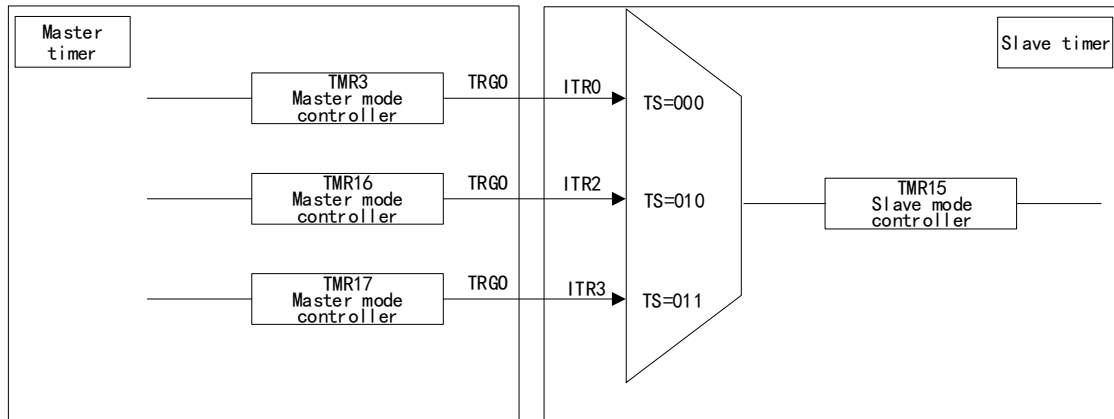 Master
timer
Slave timer
TMR3
Master mode
controller
TRGO
ITR0
TS=000
TMR16
Master mode
controller
TRGO
ITR2
TS=010
TMR15
Slave mode
controller
TMR17
Master mode
controller
TRGO
ITR3
TS=011